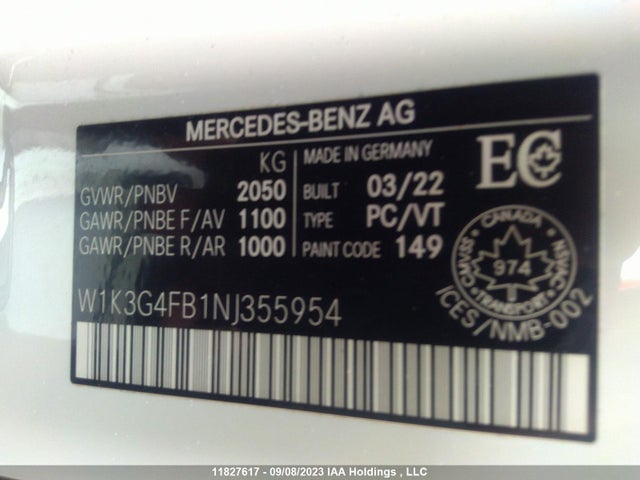 MERCEDES-BENZ AG
KG
GVWR/PNBV 2050
GAWR/PNBE F/AV 1100
GAWR/PNBE R/AR 1000
MADE IN GERMANY
BUILT 03/22
TYPE PC/VT
PAINT CODE 149
EC
CANADA
974
TRANSPORT
NSVAC
SVMAC
ICES/NMB-002
W1K3G4FB1NJ355954
11827617 - 09/08/2023 IAA Holdings , LLC